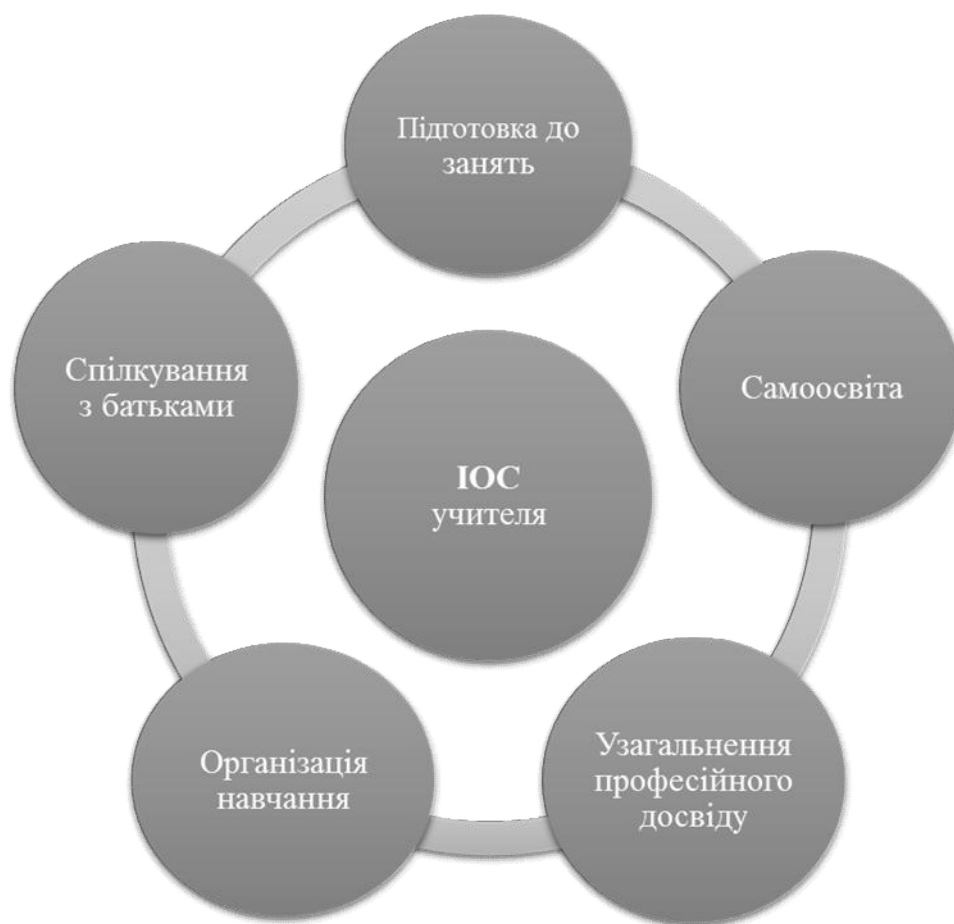 Підготовка до
занять
Самоосвіта
Узагальнення
професійного
досвіду
Організація
навчання
Спілкування
з батьками
ІОС
учителя